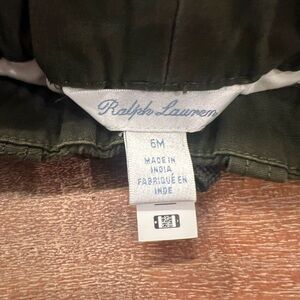 Ralph Lauren
6M
MADE IN
INDIA
FABRIQUÉ EN
INDE